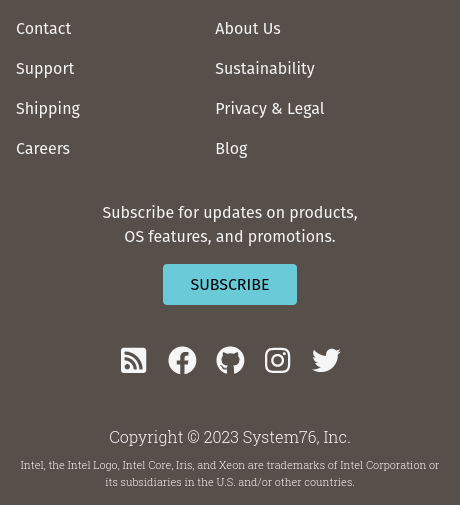 Contact
About Us
Support
Sustainability
Shipping
Privacy & Legal
Careers
Blog
Subscribe for updates on products,
OS features, and promotions.
SUBSCRIBE
Copyright © 2023 System76, Inc.
Intel, the Intel Logo, Intel Core, Iris, and Xeon are trademarks of Intel Corporation or
its subsidiaries in the U.S. and/or other countries.